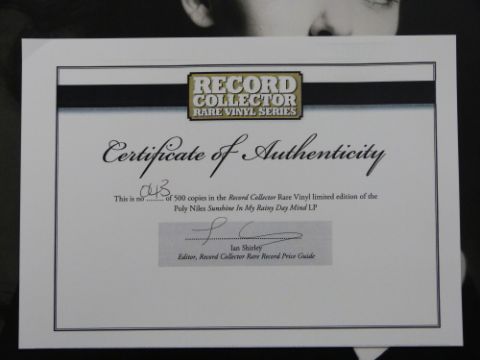 RECORD
COLLECTOR
RARE VINYL SERIES
Certificate of Authenticity
This is no 043 of 500 copies in the Record Collector Rare Vinyl limited edition of the
Poly Niles Sunshine In My Rainy Day Mind LP
Ian Shirley
Editor, Record Collector Rare Record Price Guide